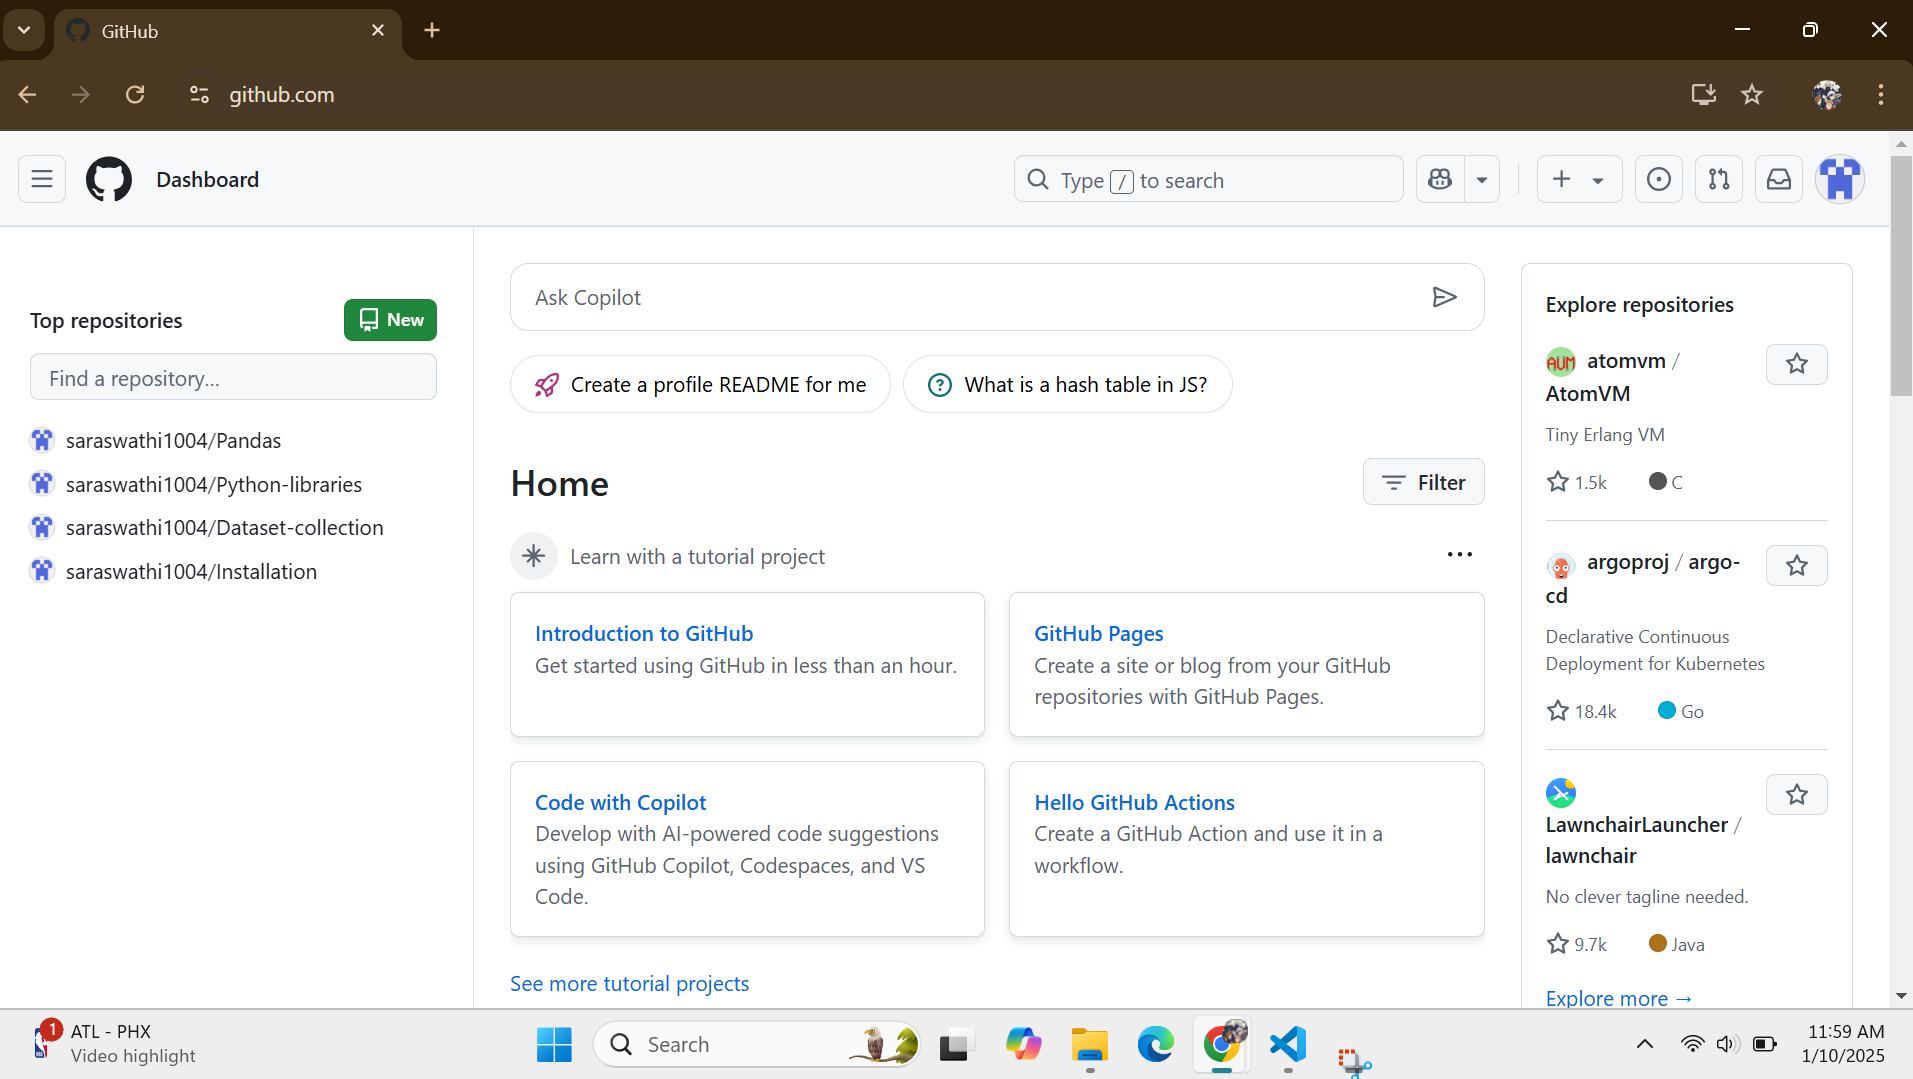 GitHub
github.com
Dashboard
Type / to search
Top repositories
New
Find a repository...
saraswathi1004/Pandas
saraswathi1004/Python-libraries
saraswathi1004/Dataset-collection
saraswathi1004/Installation
Ask Copilot
Create a profile README for me
What is a hash table in JS?
Home
Filter
Learn with a tutorial project
Introduction to GitHub
Get started using GitHub in less than an hour.
GitHub Pages
Create a site or blog from your GitHub
repositories with GitHub Pages.
Code with Copilot
Develop with AI-powered code suggestions
using GitHub Copilot, Codespaces, and VS
Code.
Hello GitHub Actions
Create a GitHub Action and use it in a
workflow.
See more tutorial projects
Explore repositories
AUM
atomvm /
AtomVM
Tiny Erlang VM
1.5k C
argoproj / argo-
cd
Declarative Continuous
Deployment for Kubernetes
18.4k Go
LawnchairLauncher /
lawnchair
No clever tagline needed.
9.7k Java
Explore more →
1
ATL - PHX
Video highlight
Search
11:59 AM
1/10/2025